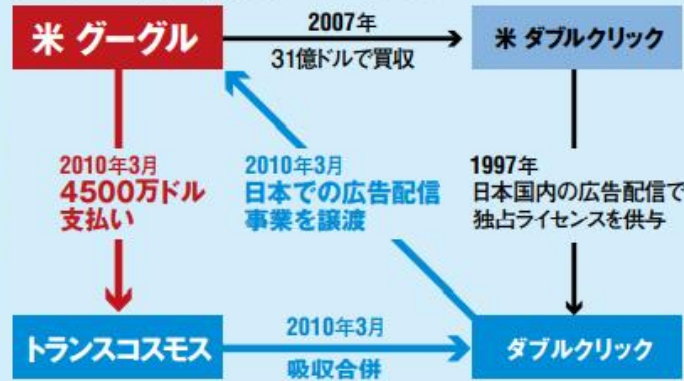 米 グーグル
2007年
31億ドルで買収
米 ダブルクリック
2010年3月
4500万ドル
支払い
2010年3月
日本での広告配信
事業を譲渡
1997年
日本国内の広告配信で
独占ライセンスを供与
トランスコスモス
2010年3月
吸収合併
ダブルクリック